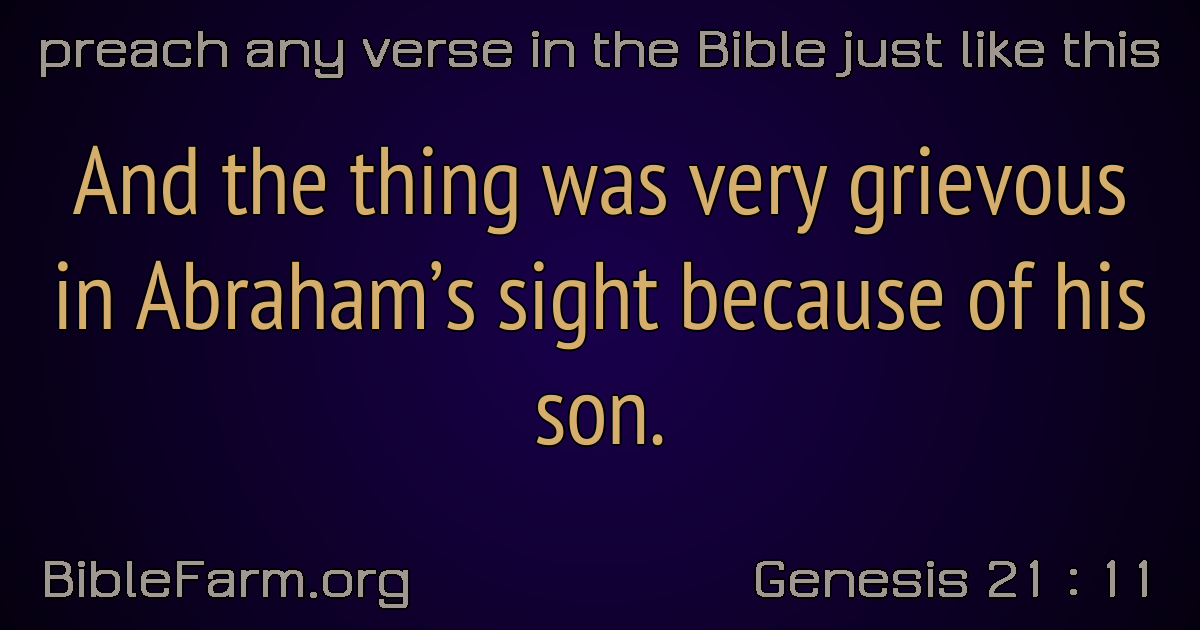 preach any verse in the Bible just like this
And the thing was very grievous
in Abraham’s sight because of his
son.
BibleFarm.org
Genesis 21 : 11